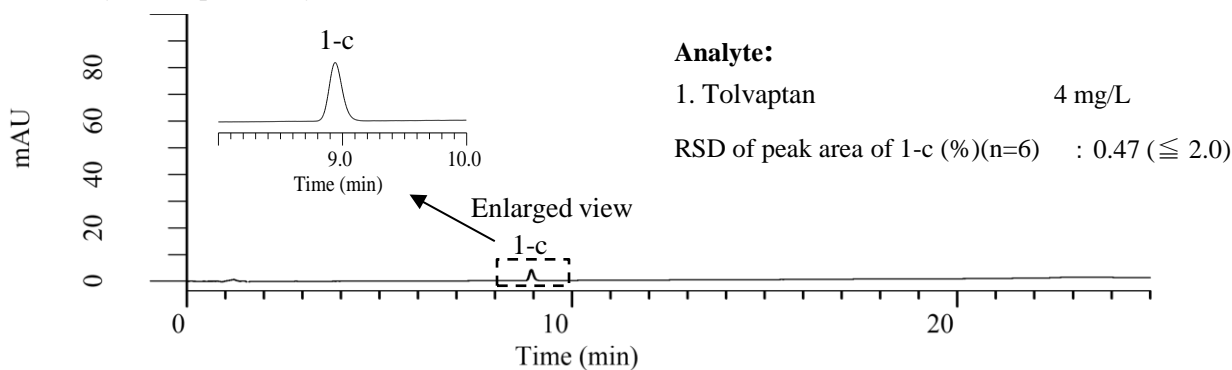 1-c
9.0 10.0
Time (min)
Analyte:
1. Tolvaptan 4 mg/L
RSD of peak area of 1-c (%)(n=6) : 0.47 (≦ 2.0)
Enlarged view
1-c
mAU
80
60
40
20
0
0 10 20
Time (min)